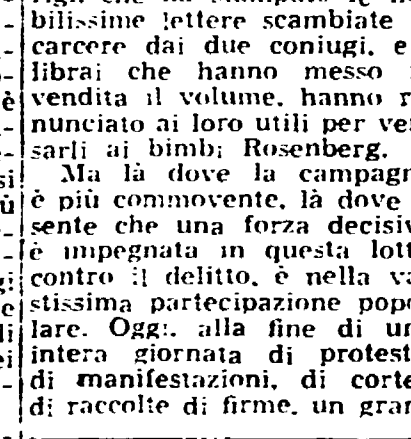 bilissime lettere scambiate
carcere dai due coniugi, e
librai che hanno messo
vendita il volume, hanno r
nunciato ai loro utili per ve
sarli ai bimbi Rosenberg.
Ma là dove la campagn
è più commovente, là dove
sente che una forza decisiv
è impegnata in questa lott
contro il delitto, è nella va
stissima partecipazione popo
lare. Oggi, alla fine di un
intera giornata di protest
di manifestazioni, di corte
di raccolte di firme, un gran